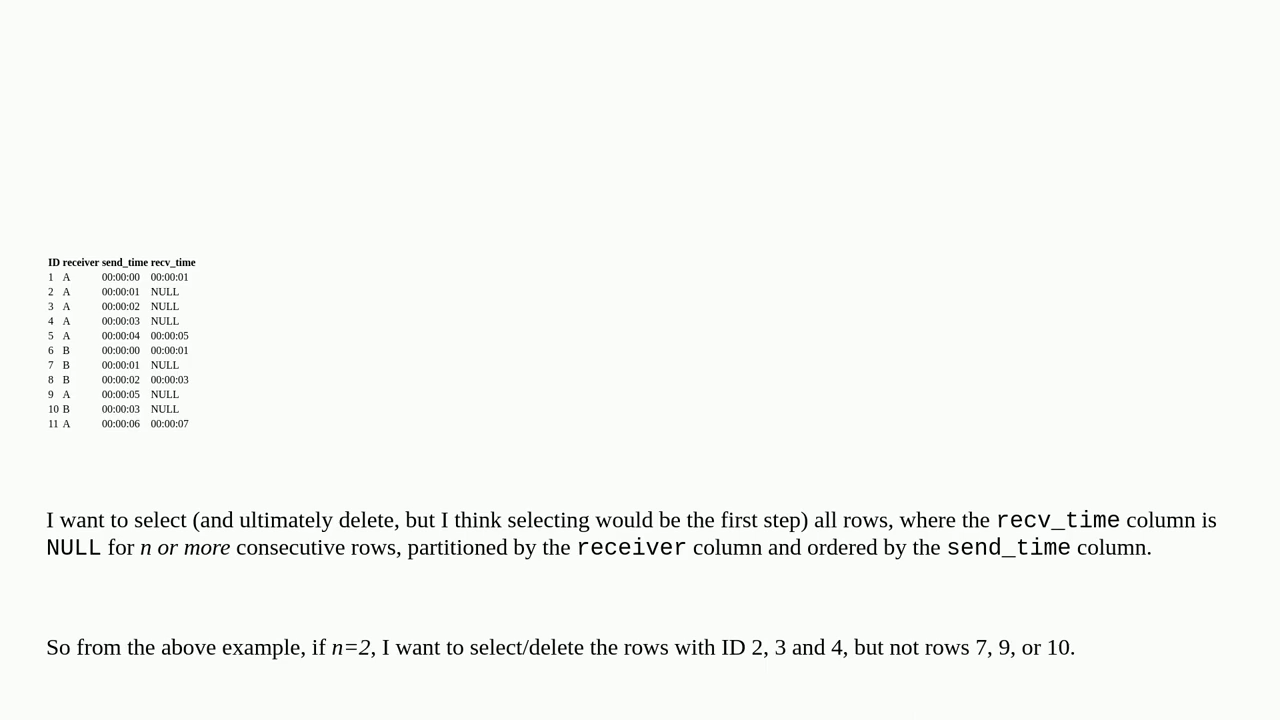 ID receiver send_time recv_time
1 A 00:00:00 00:00:01
2 A 00:00:01 NULL
3 A 00:00:02 NULL
4 A 00:00:03 NULL
5 A 00:00:04 00:00:05
6 B 00:00:00 00:00:01
7 B 00:00:01 NULL
8 B 00:00:02 00:00:03
9 A 00:00:05 NULL
10 B 00:00:03 NULL
11 A 00:00:06 00:00:07
I want to select (and ultimately delete, but I think selecting would be the first step) all rows, where the recv_time column is
NULL for n or more consecutive rows, partitioned by the receiver column and ordered by the send_time column.
So from the above example, if n=2, I want to select/delete the rows with ID 2, 3 and 4, but not rows 7, 9, or 10.